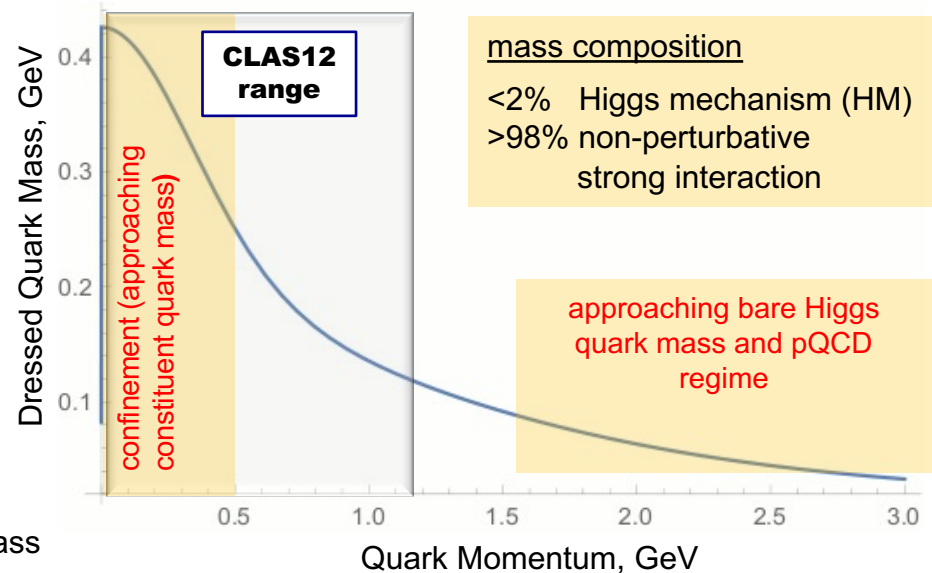 Dressed Quark Mass, GeV
0.4
0.3
0.2
0.1
CLAS12
range
confinement (approaching
constituent quark mass)
mass composition
<2% Higgs mechanism (HM)
>98% non-perturbative
strong interaction
approaching bare Higgs
quark mass and pQCD
regime
0.5 1.0 1.5 2.0 2.5 3.0
Quark Momentum, GeV